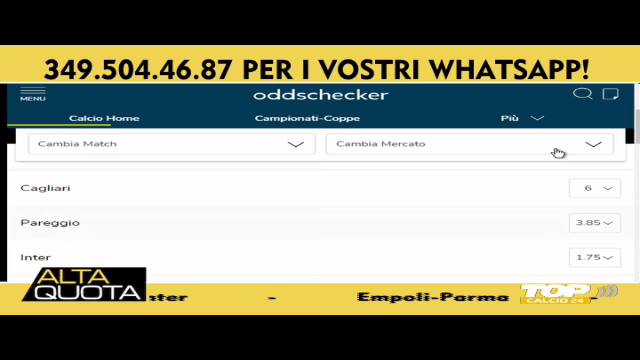 349.504.46.87 PER I VOSTRI WHATSAPP!
MENU
oddschecker
Calcio Home Campionati-Coppe Più
Cambia Match Cambia Mercato
Cagliari 6
Pareggio 3.85
Inter 1.75
ALTA
QUOTA
nter - Empoli-Parma -
TOP
CALCIO 24